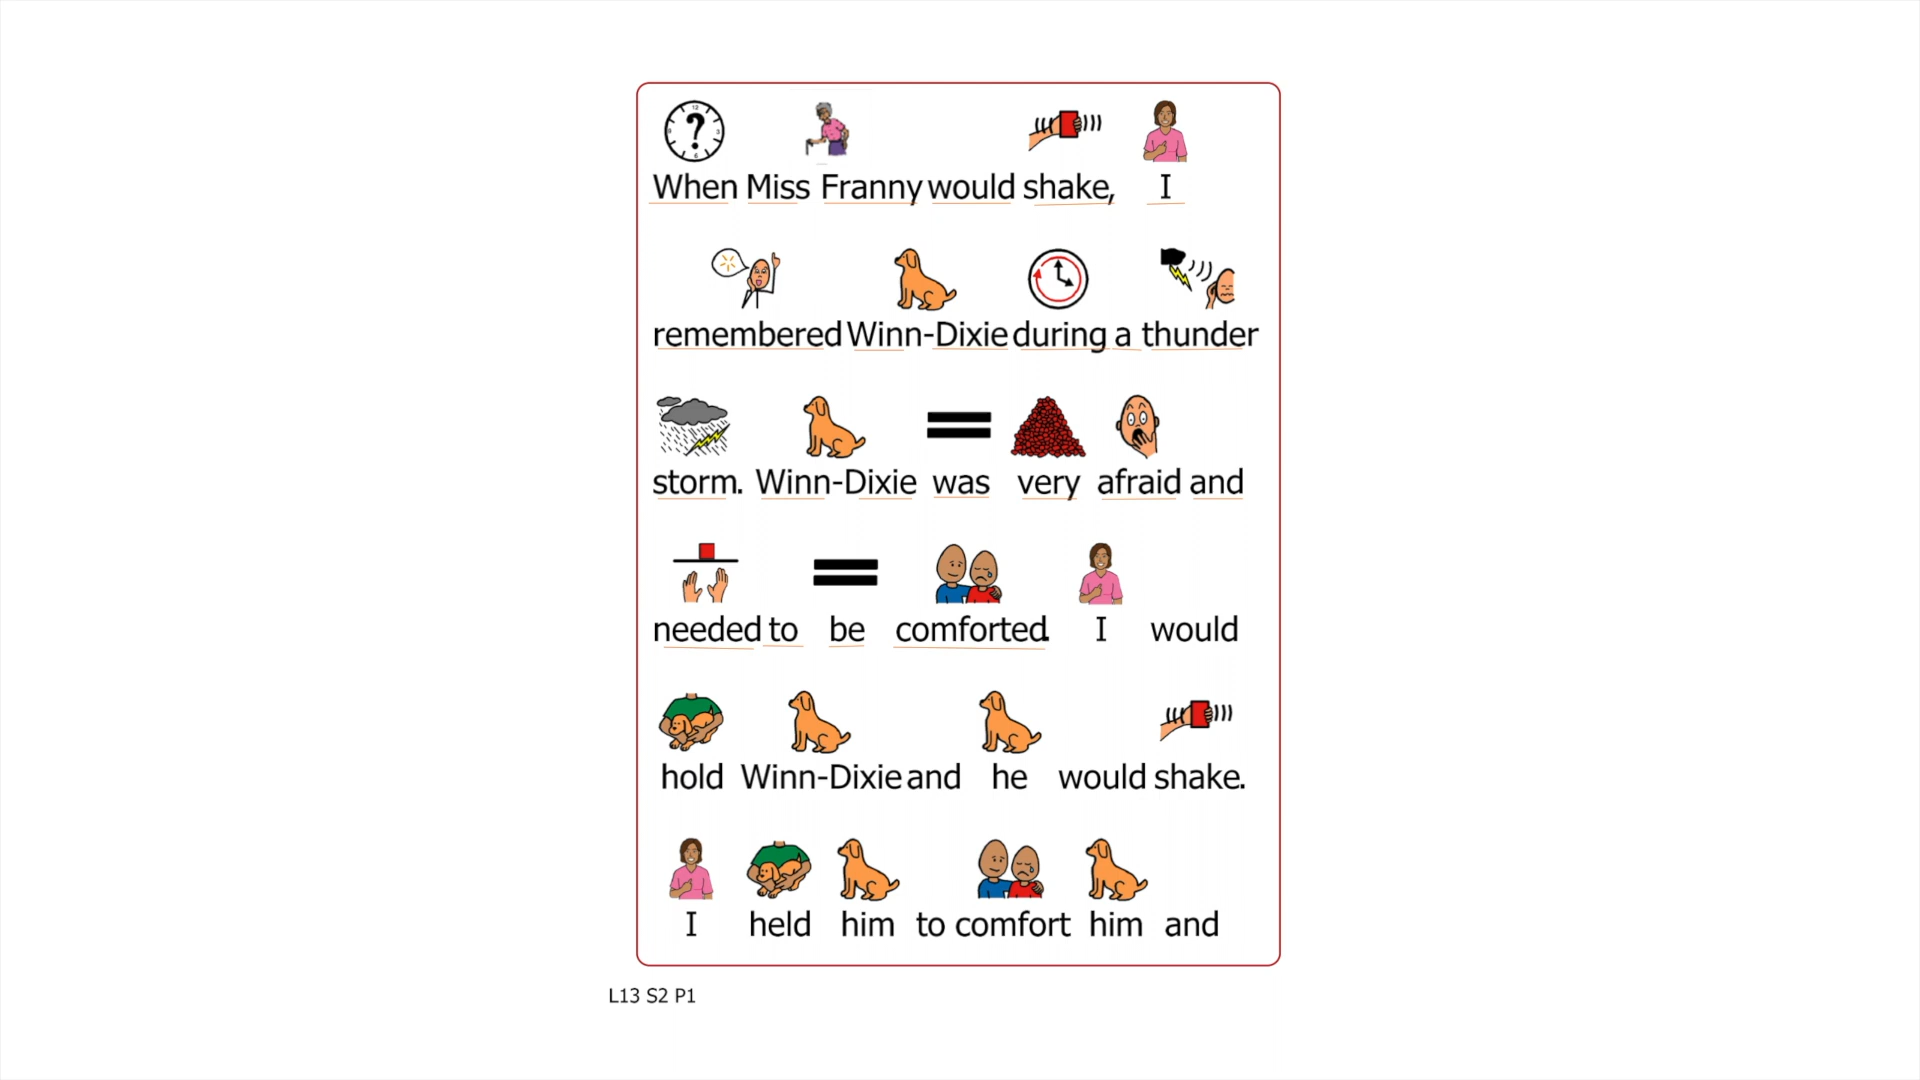 When Miss Franny would shake, I
remembered Winn-Dixie during a thunder
storm. Winn-Dixie was very afraid and
needed to be comforted. I would
hold Winn-Dixie and he would shake.
I held him to comfort him and
L13 S2 P1